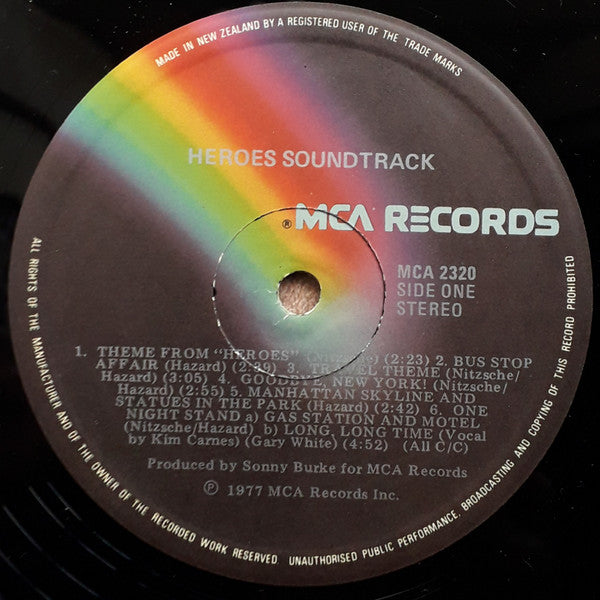 MADE IN NEW ZEALAND BY A REGISTERED USER OF THE TRADE MARKS
HEROES SOUNDTRACK
® MCA RECORDS
MCA 2320
SIDE ONE
STEREO
1. THEME FROM "HEROES" (Nitzsche) (2:23) 2. BUS STOP
AFFAIR (Hazard) (2:39) 3. TRAVEL THEME (Nitzsche/
Hazard) (3:05) 4. GOODBYE, NEW YORK! (Nitzsche/
Hazard) (2:55) 5. MANHATTAN SKYLINE AND
STATUES IN THE PARK (Hazard) (2:42) 6. ONE
NIGHT STAND a) GAS STATION AND MOTEL
(Nitzsche/Hazard) b) LONG, LONG TIME (Vocal
by Kim Carnes) (Gary White) (4:52) (All C/C)
Produced by Sonny Burke for MCA Records
℗ 1977 MCA Records Inc.
ALL RIGHTS OF THE MANUFACTURER AND OF THE OWNER OF THE RECORDED WORK RESERVED. UNAUTHORISED PUBLIC PERFORMANCE, BROADCASTING AND COPYING OF THIS RECORD PROHIBITED